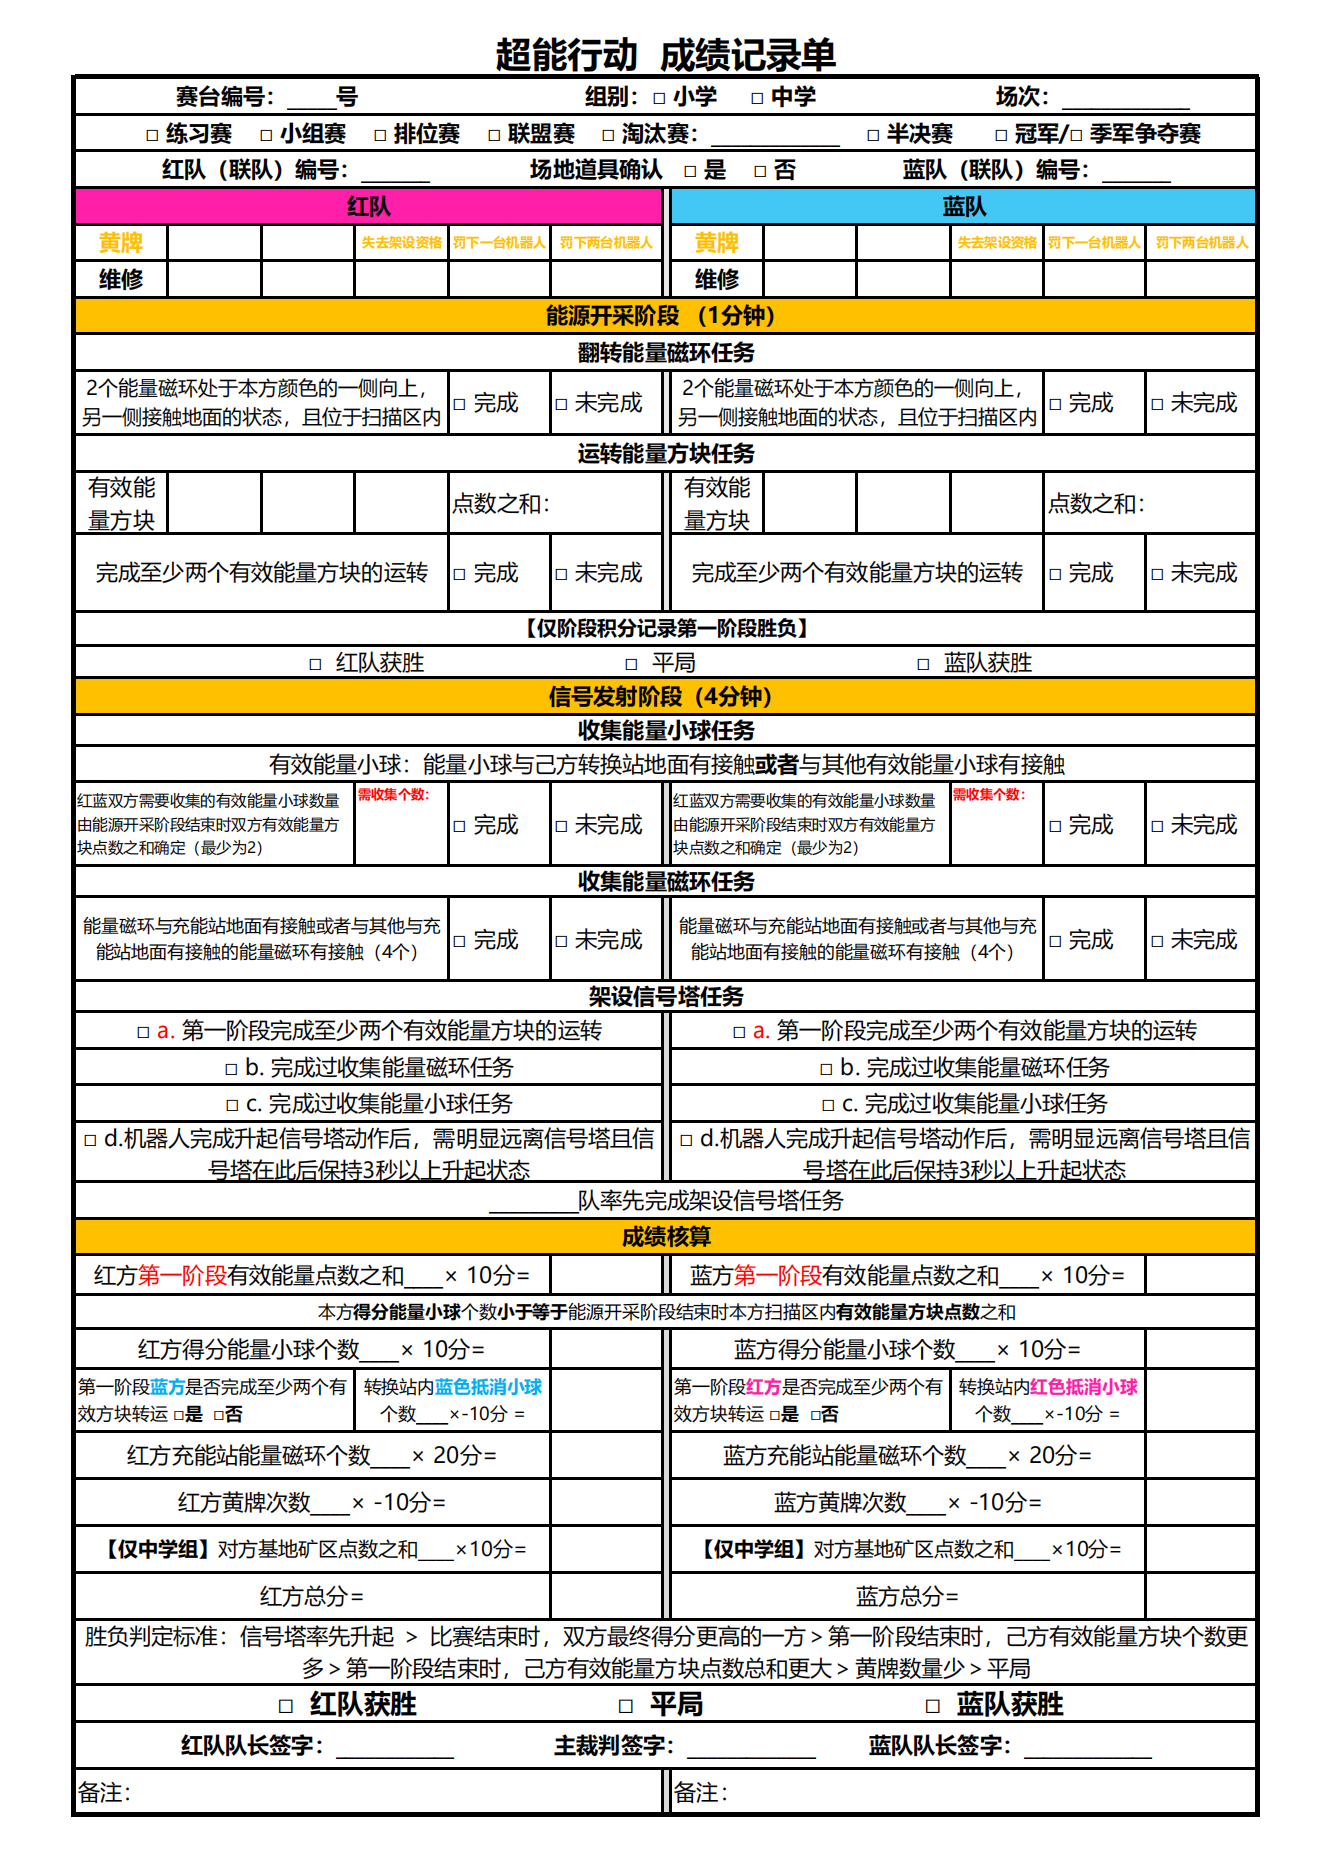 超能行动 成绩记录单
赛台编号：____号 组别：□ 小学 □ 中学 场次：__________
□ 练习赛 □ 小组赛 □ 排位赛 □ 联盟赛 □ 淘汰赛：__________ □ 半决赛 □ 冠军/□ 季军争夺赛
红队（联队）编号：______ 场地道具确认 □ 是 □ 否 蓝队（联队）编号：______
红队 蓝队
黄牌 失去架设资格 罚下一台机器人 罚下两台机器人 黄牌 失去架设资格 罚下一台机器人 罚下两台机器人
维修 维修
能源开采阶段 （1分钟）
翻转能量磁环任务
2个能量磁环处于本方颜色的一侧向上，
另一侧接触地面的状态，且位于扫描区内
□ 完成 □ 未完成
2个能量磁环处于本方颜色的一侧向上，
另一侧接触地面的状态，且位于扫描区内
□ 完成 □ 未完成
运转能量方块任务
有效能
量方块
点数之和：
有效能
量方块
点数之和：
完成至少两个有效能量方块的运转 □ 完成 □ 未完成 完成至少两个有效能量方块的运转 □ 完成 □ 未完成
【仅阶段积分记录第一阶段胜负】
□ 红队获胜 □ 平局 □ 蓝队获胜
信号发射阶段（4分钟）
收集能量小球任务
有效能量小球：能量小球与己方转换站地面有接触或者与其他有效能量小球有接触
红蓝双方需要收集的有效能量小球数量
由能源开采阶段结束时双方有效能量方
块点数之和确定（最少为2）
需收集个数：
□ 完成 □ 未完成
红蓝双方需要收集的有效能量小球数量
由能源开采阶段结束时双方有效能量方
块点数之和确定（最少为2）
需收集个数：
□ 完成 □ 未完成
收集能量磁环任务
能量磁环与充能站地面有接触或者与其他与充
能站地面有接触的能量磁环有接触（4个）
□ 完成 □ 未完成
能量磁环与充能站地面有接触或者与其他与充
能站地面有接触的能量磁环有接触（4个）
□ 完成 □ 未完成
架设信号塔任务
□ a. 第一阶段完成至少两个有效能量方块的运转 □ a. 第一阶段完成至少两个有效能量方块的运转
□ b. 完成过收集能量磁环任务 □ b. 完成过收集能量磁环任务
□ c. 完成过收集能量小球任务 □ c. 完成过收集能量小球任务
□ d.机器人完成升起信号塔动作后，需明显远离信号塔且信
号塔在此后保持3秒以上升起状态
□ d.机器人完成升起信号塔动作后，需明显远离信号塔且信
号塔在此后保持3秒以上升起状态
________队率先完成架设信号塔任务
成绩核算
红方第一阶段有效能量点数之和____× 10分= 蓝方第一阶段有效能量点数之和____× 10分=
本方得分能量小球个数小于等于能源开采阶段结束时本方扫描区内有效能量方块点数之和
红方得分能量小球个数____× 10分= 蓝方得分能量小球个数____× 10分=
第一阶段蓝方是否完成至少两个有
效方块转运 □是 □否
转换站内蓝色抵消小球
个数____×-10分 =
第一阶段红方是否完成至少两个有
效方块转运 □是 □否
转换站内红色抵消小球
个数____×-10分 =
红方充能站能量磁环个数____× 20分= 蓝方充能站能量磁环个数____× 20分=
红方黄牌次数____× -10分= 蓝方黄牌次数____× -10分=
【仅中学组】对方基地矿区点数之和____×10分= 【仅中学组】对方基地矿区点数之和____×10分=
红方总分= 蓝方总分=
胜负判定标准：信号塔率先升起 > 比赛结束时，双方最终得分更高的一方＞第一阶段结束时，己方有效能量方块个数更
多＞第一阶段结束时，己方有效能量方块点数总和更大＞黄牌数量少＞平局
□ 红队获胜 □ 平局 □ 蓝队获胜
红队队长签字：__________ 主裁判签字：__________ 蓝队队长签字：__________
备注： 备注：